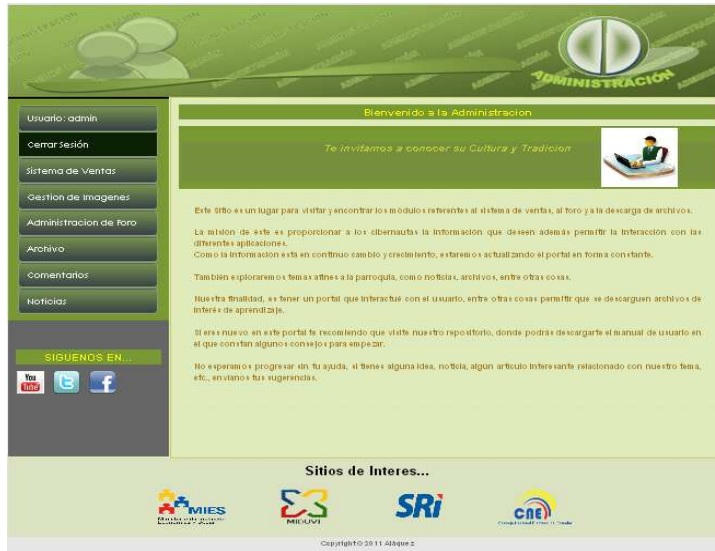 ADMINISTRACIÓN
Usuario: admin
Cerrar Sesión
Sistema de Ventas
Gestion de Imagenes
Administracion de Foro
Archivo
Comentarios
Noticias
SIGUENOS EN...
You
Tube
Bienvenido a la Administracion
Te invitamos a conocer su Cultura y Tradicion
Este Sitio es un lugar para visitar y encontrar los módulos referentes al sistema de ventas, al foro y a la descarga de archivos.
La mision de este es proporcionar a los cibernautas la información que deseen además permitir la interacción con las
diferentes aplicaciones.
Como la información está en continuo cambio y crecimiento, estaremos actualizando el portal en forma constante.
También exploraremos temas afines a la parroquia, como noticias, archivos, entre otras cosas.
Nuestra finalidad, es tener un portal que interactué con el usuario, entre otras cosas permitir que se descarguen archivos de
interés de aprendizaje.
Si eres nuevo en este portal te recomiendo que visite nuestro repositorio, donde podrás descargarte el manual de usuario en
el que constan algunos consejos para empezar.
No esperamos progresar sin tu ayuda, si tienes alguna idea, noticia, algún articulo interesante relacionado con nuestro tema,
etc., envíanos tus sugerencias.
Sitios de Interes...
MIES
MIDUVI
SRi
CNE
Copyright © 2011 Aláquez